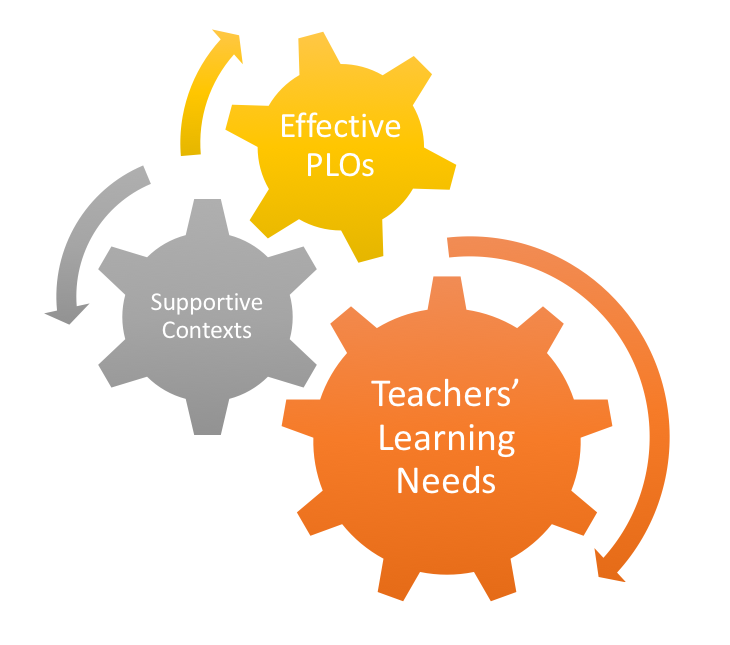 Effective
PLOs
Supportive
Contexts
Teachers’
Learning
Needs